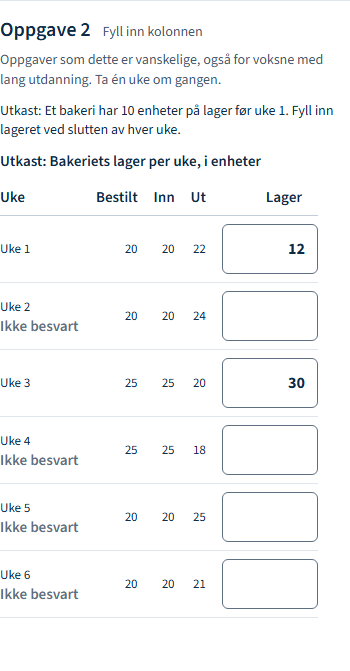 Oppgave 2 Fyll inn kolonnen
Oppgaver som dette er vanskelige, også for voksne med
lang utdanning. Ta én uke om gangen.
Utkast: Et bakeri har 10 enheter på lager før uke 1. Fyll inn
lageret ved slutten av hver uke.
Utkast: Bakeriets lager per uke, i enheter
Uke Bestilt Inn Ut Lager
Uke 1 20 20 22 12
Uke 2
Ikke besvart 20 20 24
Uke 3 25 25 20 30
Uke 4
Ikke besvart 25 25 18
Uke 5
Ikke besvart 20 20 25
Uke 6
Ikke besvart 20 20 21